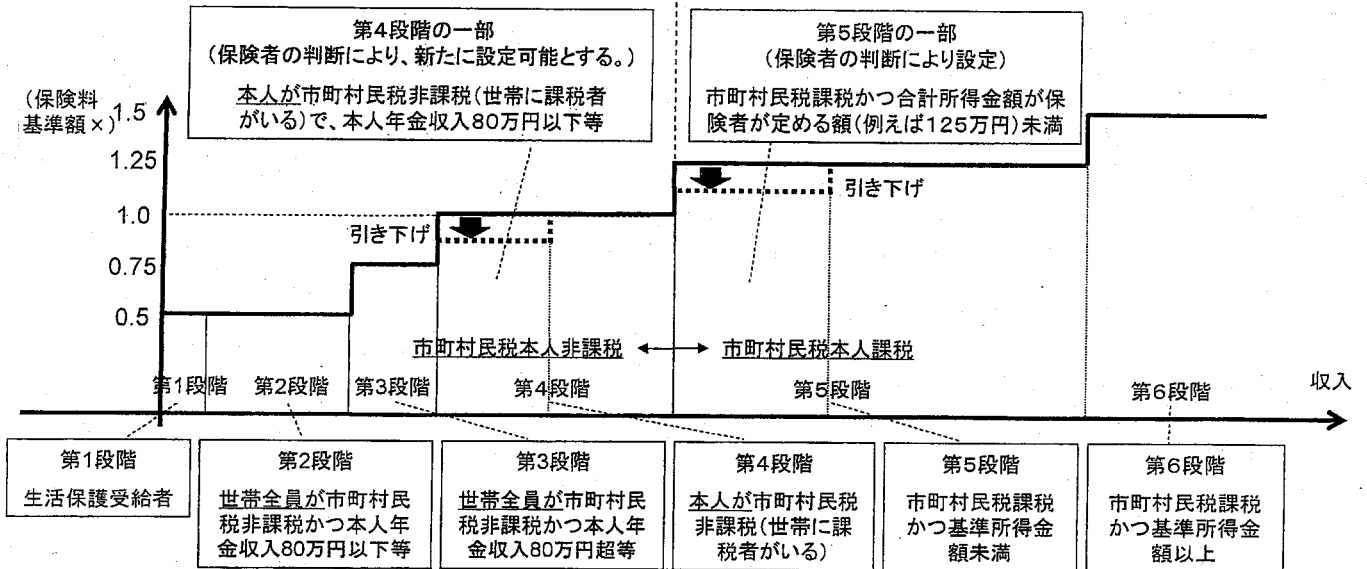 第4段階の一部
(保険者の判断により、新たに設定可能とする。)
本人が市町村民税非課税(世帯に課税者
がいる)で、本人年金収入80万円以下等
第5段階の一部
(保険者の判断により設定)
市町村民税課税かつ合計所得金額が保
険者が定める額(例えば125万円)未満
(保険料
基準額×)
1.5
1.25
1.0
0.75
0.5
引き下げ
引き下げ
市町村民税本人非課税
市町村民税本人課税
第1段階
第2段階
第3段階
第4段階
第5段階
第6段階
収入
第1段階
生活保護受給者
第2段階
世帯全員が市町村民
税非課税かつ本人年
金収入80万円以下等
第3段階
世帯全員が市町村民
税非課税かつ本人年
金収入80万円超等
第4段階
本人が市町村民税
非課税(世帯に課
税者がいる)
第5段階
市町村民税課税
かつ基準所得金
額未満
第6段階
市町村民税課税
かつ基準所得金
額以上